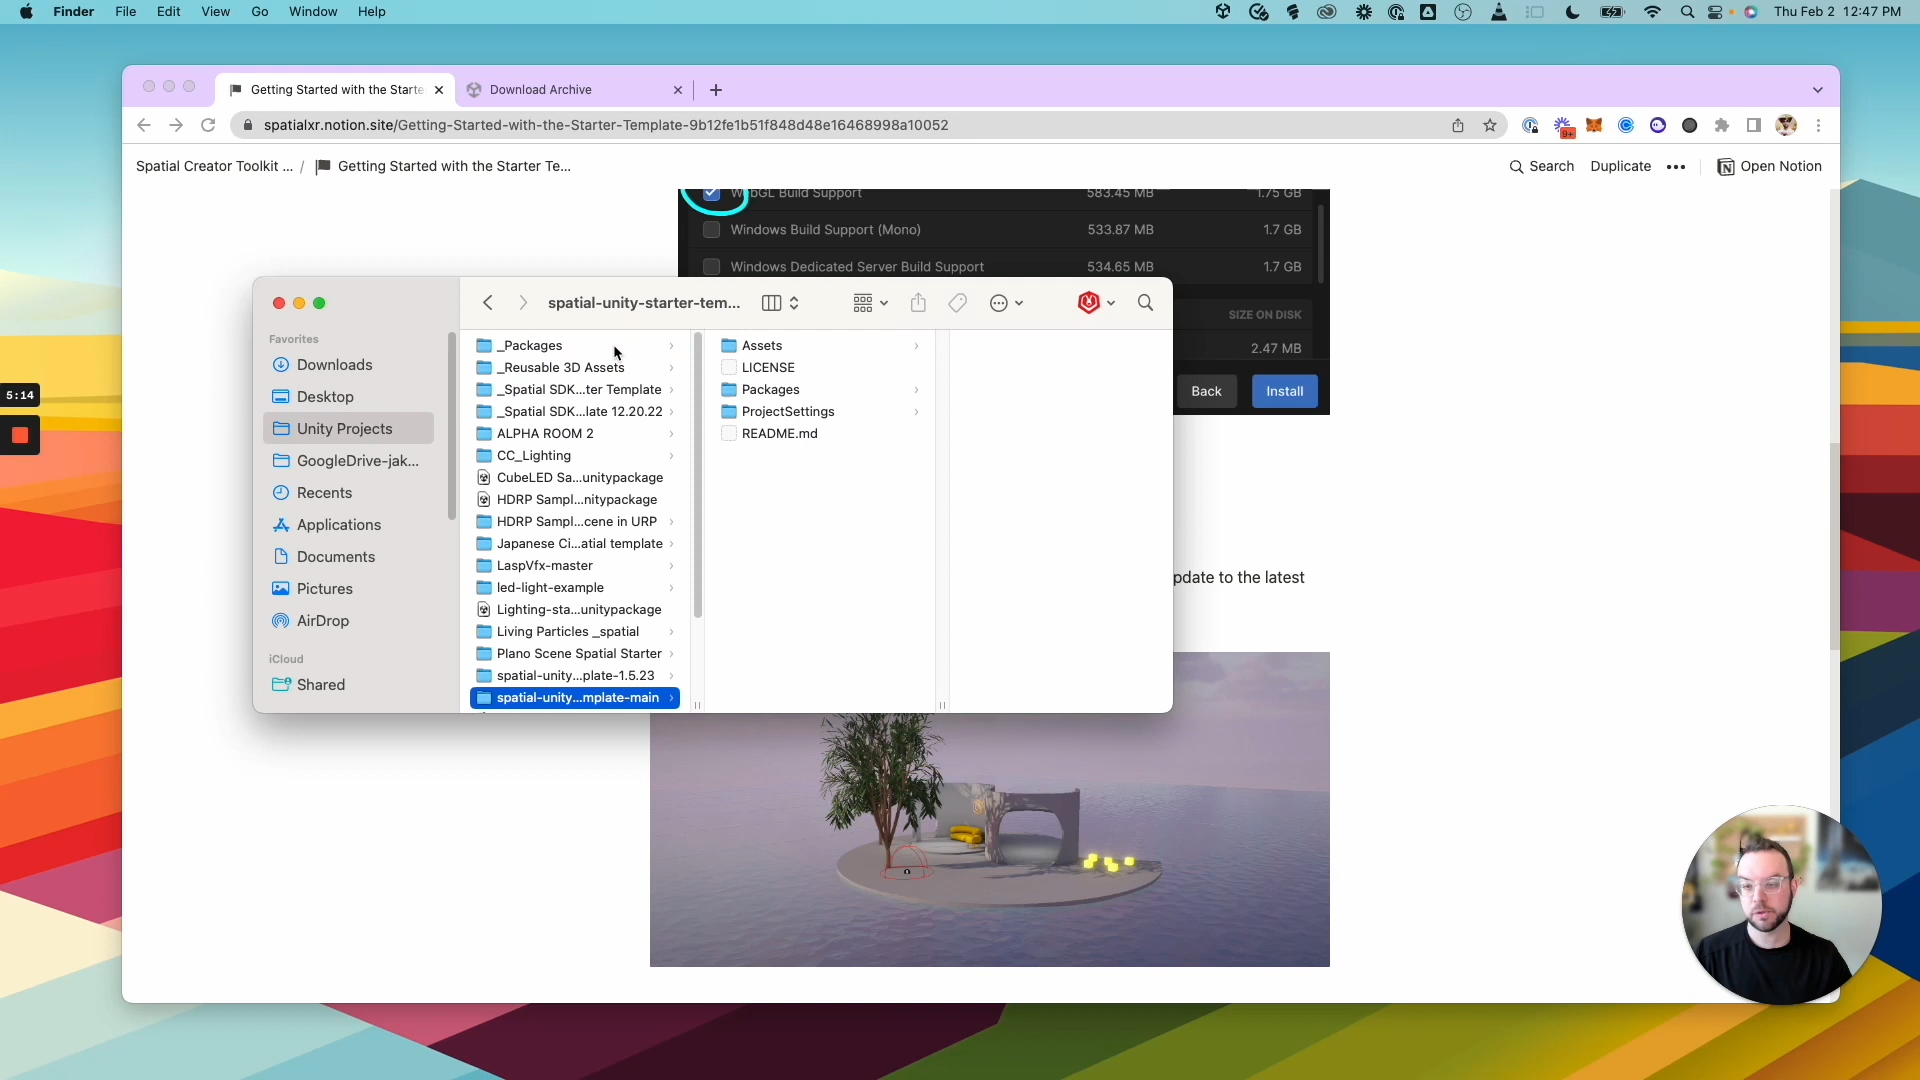 Finder File Edit View Go Window Help
Thu Feb 2 12:47 PM
Getting Started with the Starte
Download Archive
spatialxr.notion.site/Getting-Started-with-the-Starter-Template-9b12fe1b51f848d48e16468998a10052
9+
Spatial Creator Toolkit ... / Getting Started with the Starter Te...
Search Duplicate ••• Open Notion
WebGL Build Support 583.45 MB 1.75 GB
Windows Build Support (Mono) 533.87 MB 1.7 GB
Windows Dedicated Server Build Support 534.65 MB 1.7 GB
SIZE ON DISK
2.47 MB
Back Install
5:14
spatial-unity-starter-tem...
Favorites
Downloads
Desktop
Unity Projects
GoogleDrive-jak...
Recents
Applications
Documents
Pictures
AirDrop
iCloud
Shared
_Packages
_Reusable 3D Assets
_Spatial SDK...ter Template
_Spatial SDK...late 12.20.22
ALPHA ROOM 2
CC_Lighting
CubeLED Sa...unitypackage
HDRP Sampl...nitypackage
HDRP Sampl...cene in URP
Japanese Ci...atial template
LaspVfx-master
led-light-example
Lighting-sta...unitypackage
Living Particles _spatial
Plano Scene Spatial Starter
spatial-unity...plate-1.5.23
spatial-unity...mplate-main
Assets
LICENSE
Packages
ProjectSettings
README.md
pdate to the latest